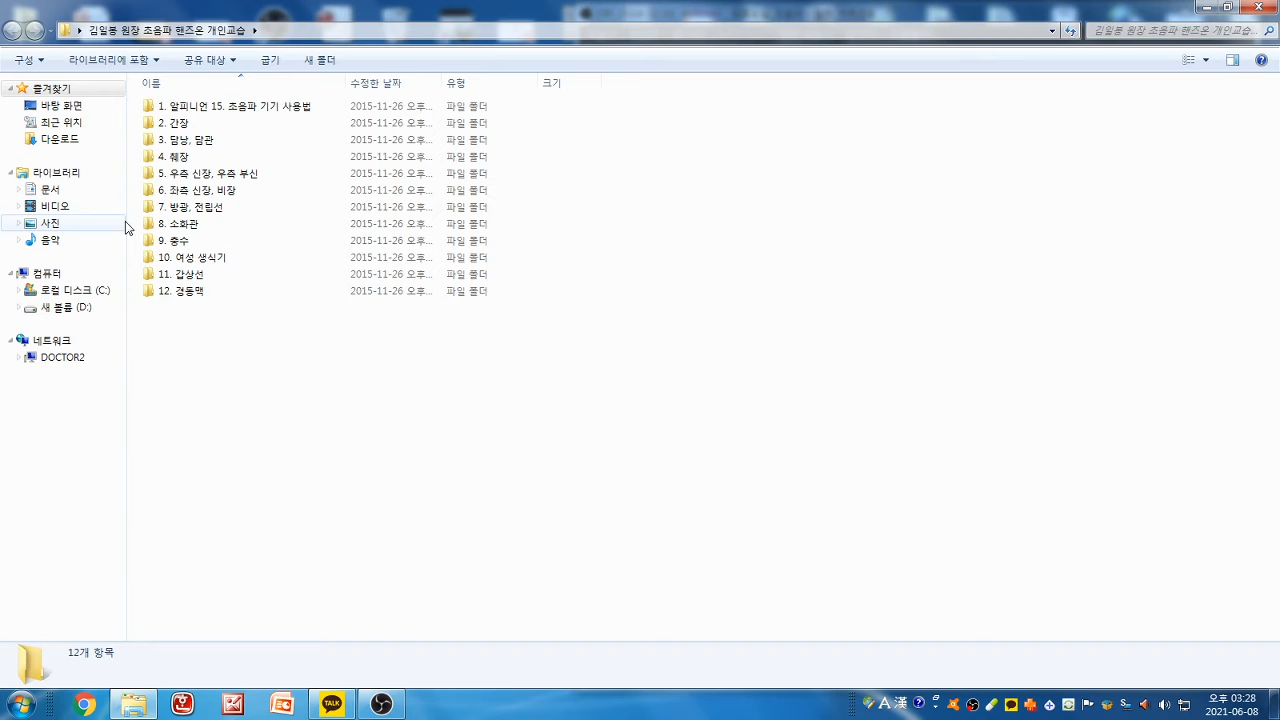 김일봉 원장 초음파 핸즈온 개인교습
김일봉 원장 초음파 핸즈온 개인교습...
구성 라이브러리에 포함 공유 대상 굽기 새 폴더
이름 수정한 날짜 유형 크기
즐겨찾기
바탕 화면
최근 위치
다운로드
라이브러리
문서
비디오
사진
음악
컴퓨터
로컬 디스크 (C:)
새 볼륨 (D:)
네트워크
DOCTOR2
1. 알피니언 15. 초음파 기기 사용법 2015-11-26 오후... 파일 폴더
2. 간장 2015-11-26 오후... 파일 폴더
3. 담낭, 담관 2015-11-26 오후... 파일 폴더
4. 췌장 2015-11-26 오후... 파일 폴더
5. 우측 신장, 우측 부신 2015-11-26 오후... 파일 폴더
6. 좌측 신장, 비장 2015-11-26 오후... 파일 폴더
7. 방광, 전립선 2015-11-26 오후... 파일 폴더
8. 소화관 2015-11-26 오후... 파일 폴더
9. 충수 2015-11-26 오후... 파일 폴더
10. 여성 생식기 2015-11-26 오후... 파일 폴더
11. 갑상선 2015-11-26 오후... 파일 폴더
12. 경동맥 2015-11-26 오후... 파일 폴더
12개 항목
TALK
A 漢
오후 03:28
2021-06-08